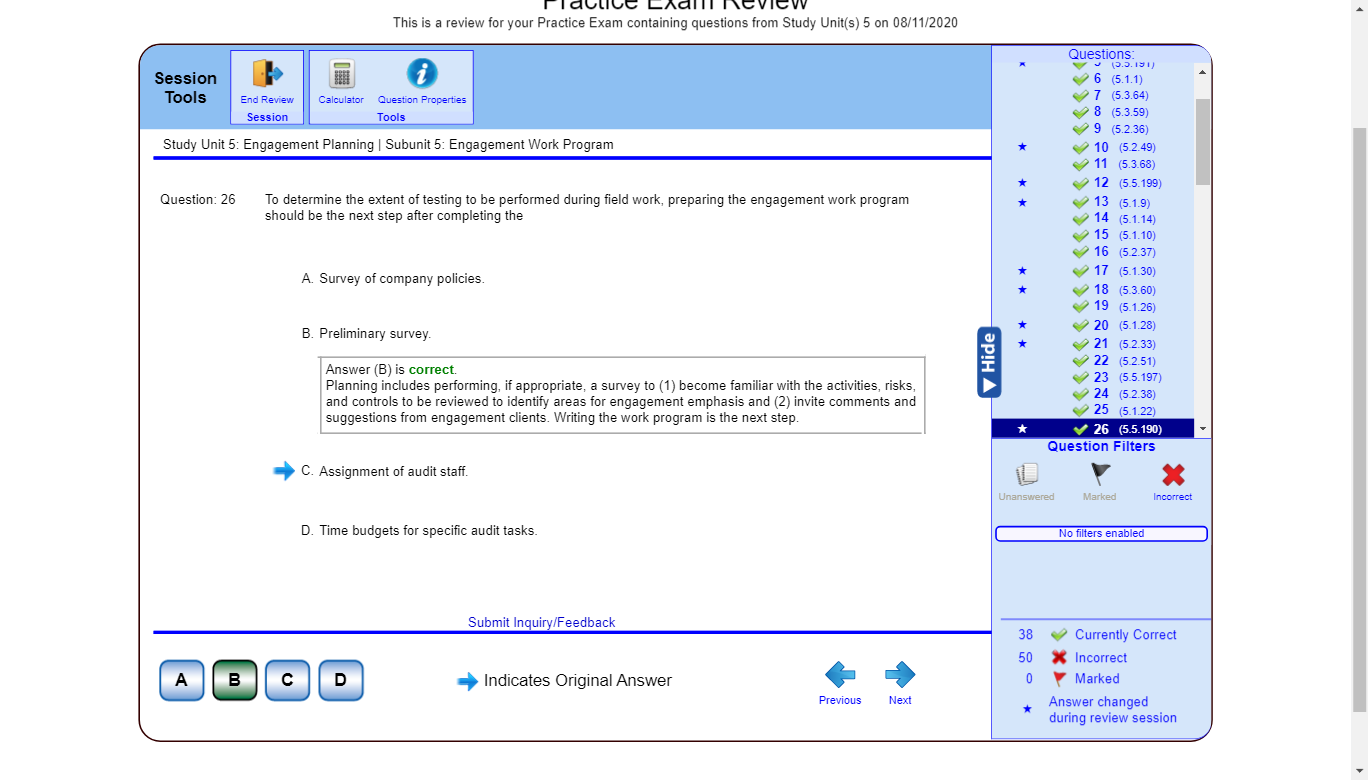 Practice Exam Review
This is a review for your Practice Exam containing questions from Study Unit(s) 5 on 08/11/2020
Session
Tools
End Review
Session
Calculator
Question Properties
Tools
Study Unit 5: Engagement Planning | Subunit 5: Engagement Work Program
Question: 26
To determine the extent of testing to be performed during field work, preparing the engagement work program
should be the next step after completing the
A. Survey of company policies.
B. Preliminary survey.
Answer (B) is correct.
Planning includes performing, if appropriate, a survey to (1) become familiar with the activities, risks,
and controls to be reviewed to identify areas for engagement emphasis and (2) invite comments and
suggestions from engagement clients. Writing the work program is the next step.
C. Assignment of audit staff.
D. Time budgets for specific audit tasks.
Submit Inquiry/Feedback
A
B
C
D
Indicates Original Answer
Previous
Next
Questions:
5 (5.5.191)
6 (5.1.1)
7 (5.3.64)
8 (5.3.59)
9 (5.2.36)
10 (5.2.49)
11 (5.3.68)
12 (5.5.199)
13 (5.1.9)
14 (5.1.14)
15 (5.1.10)
16 (5.2.37)
17 (5.1.30)
18 (5.3.60)
19 (5.1.26)
20 (5.1.28)
21 (5.2.33)
22 (5.2.51)
23 (5.5.197)
24 (5.2.38)
25 (5.1.22)
26 (5.5.190)
Hide
Question Filters
Unanswered
Marked
Incorrect
No filters enabled
38 Currently Correct
50 Incorrect
0 Marked
Answer changed
during review session